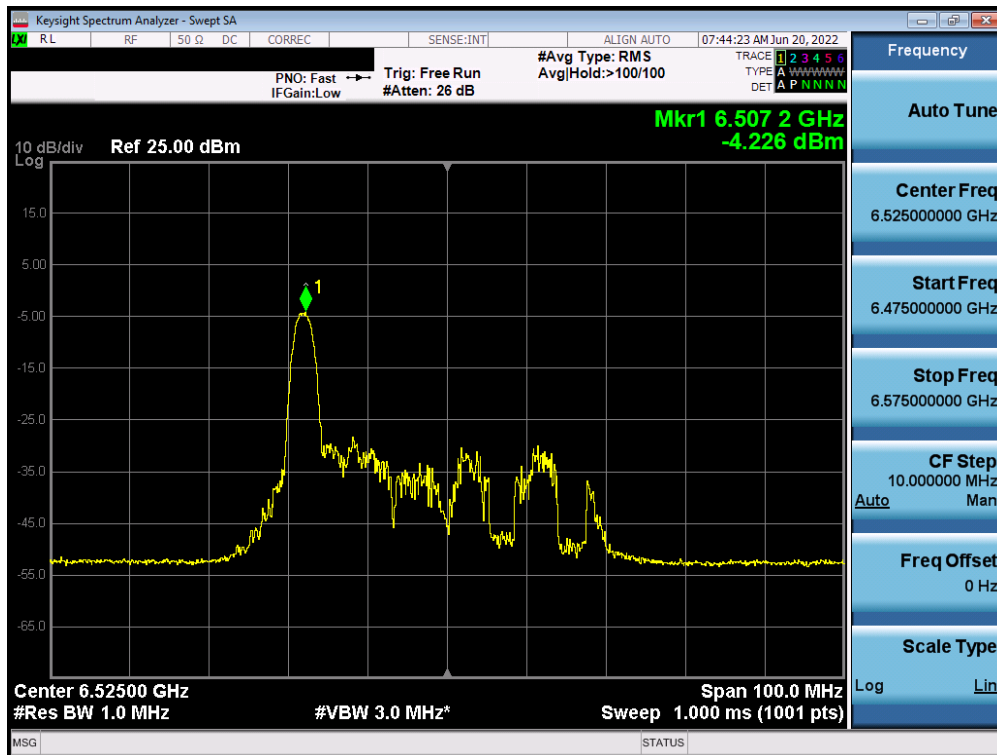 Keysight Spectrum Analyzer - Swept SA
LXI RL RF 50 Ω DC CORREC SENSE:INT ALIGN AUTO 07:44:23 AM Jun 20, 2022
PNO: Fast
IFGain:Low
Trig: Free Run
#Atten: 26 dB
#Avg Type: RMS
Avg|Hold:>100/100
TRACE 1 2 3 4 5 6
TYPE A WWWWW
DET A P N N N N
Mkr1 6.507 2 GHz
-4.226 dBm
10 dB/div Ref 25.00 dBm
Log
15.0
5.00
-5.00
-15.0
-25.0
-35.0
-45.0
-55.0
-65.0
1
Center 6.52500 GHz Span 100.0 MHz
#Res BW 1.0 MHz #VBW 3.0 MHz* Sweep 1.000 ms (1001 pts)
MSG STATUS
Frequency
Auto Tune
Center Freq
6.525000000 GHz
Start Freq
6.475000000 GHz
Stop Freq
6.575000000 GHz
CF Step
10.000000 MHz
Auto Man
Freq Offset
0 Hz
Scale Type
Log Lin